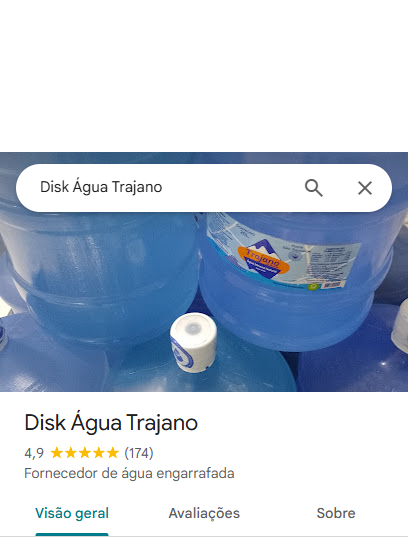 Disk Água Trajano
Trajano
Disk Água Trajano
4,9 ★★★★★ (174)
Fornecedor de água engarrafada
Visão geral Avaliações Sobre